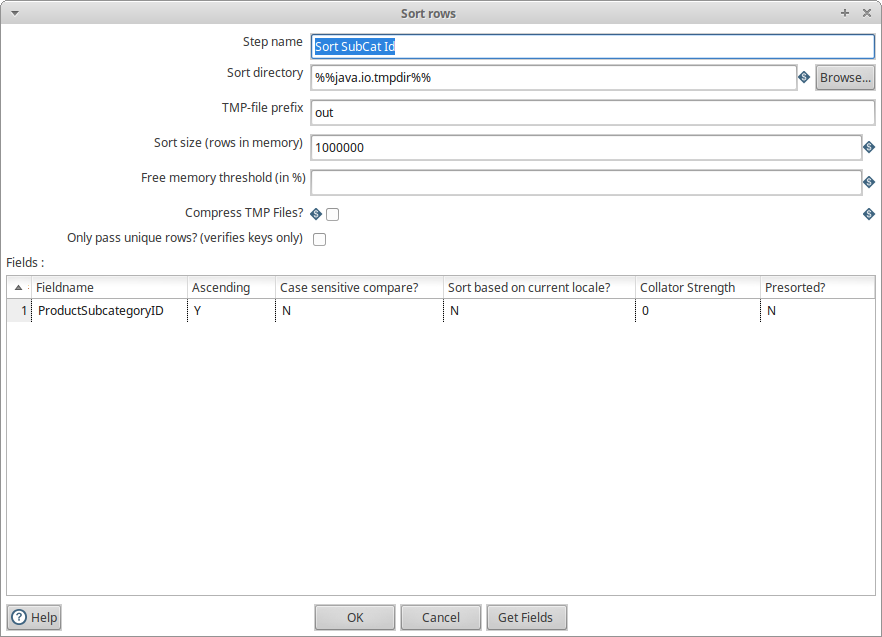 Sort rows
Step name Sort SubCat Id
Sort directory %%java.io.tmpdir%% Browse...
TMP-file prefix out
Sort size (rows in memory) 1000000
Free memory threshold (in %)
Compress TMP Files?
Only pass unique rows? (verifies keys only)
Fields :
Fieldname Ascending Case sensitive compare? Sort based on current locale? Collator Strength Presorted?
1 ProductSubcategoryID Y N N 0 N
Help OK Cancel Get Fields